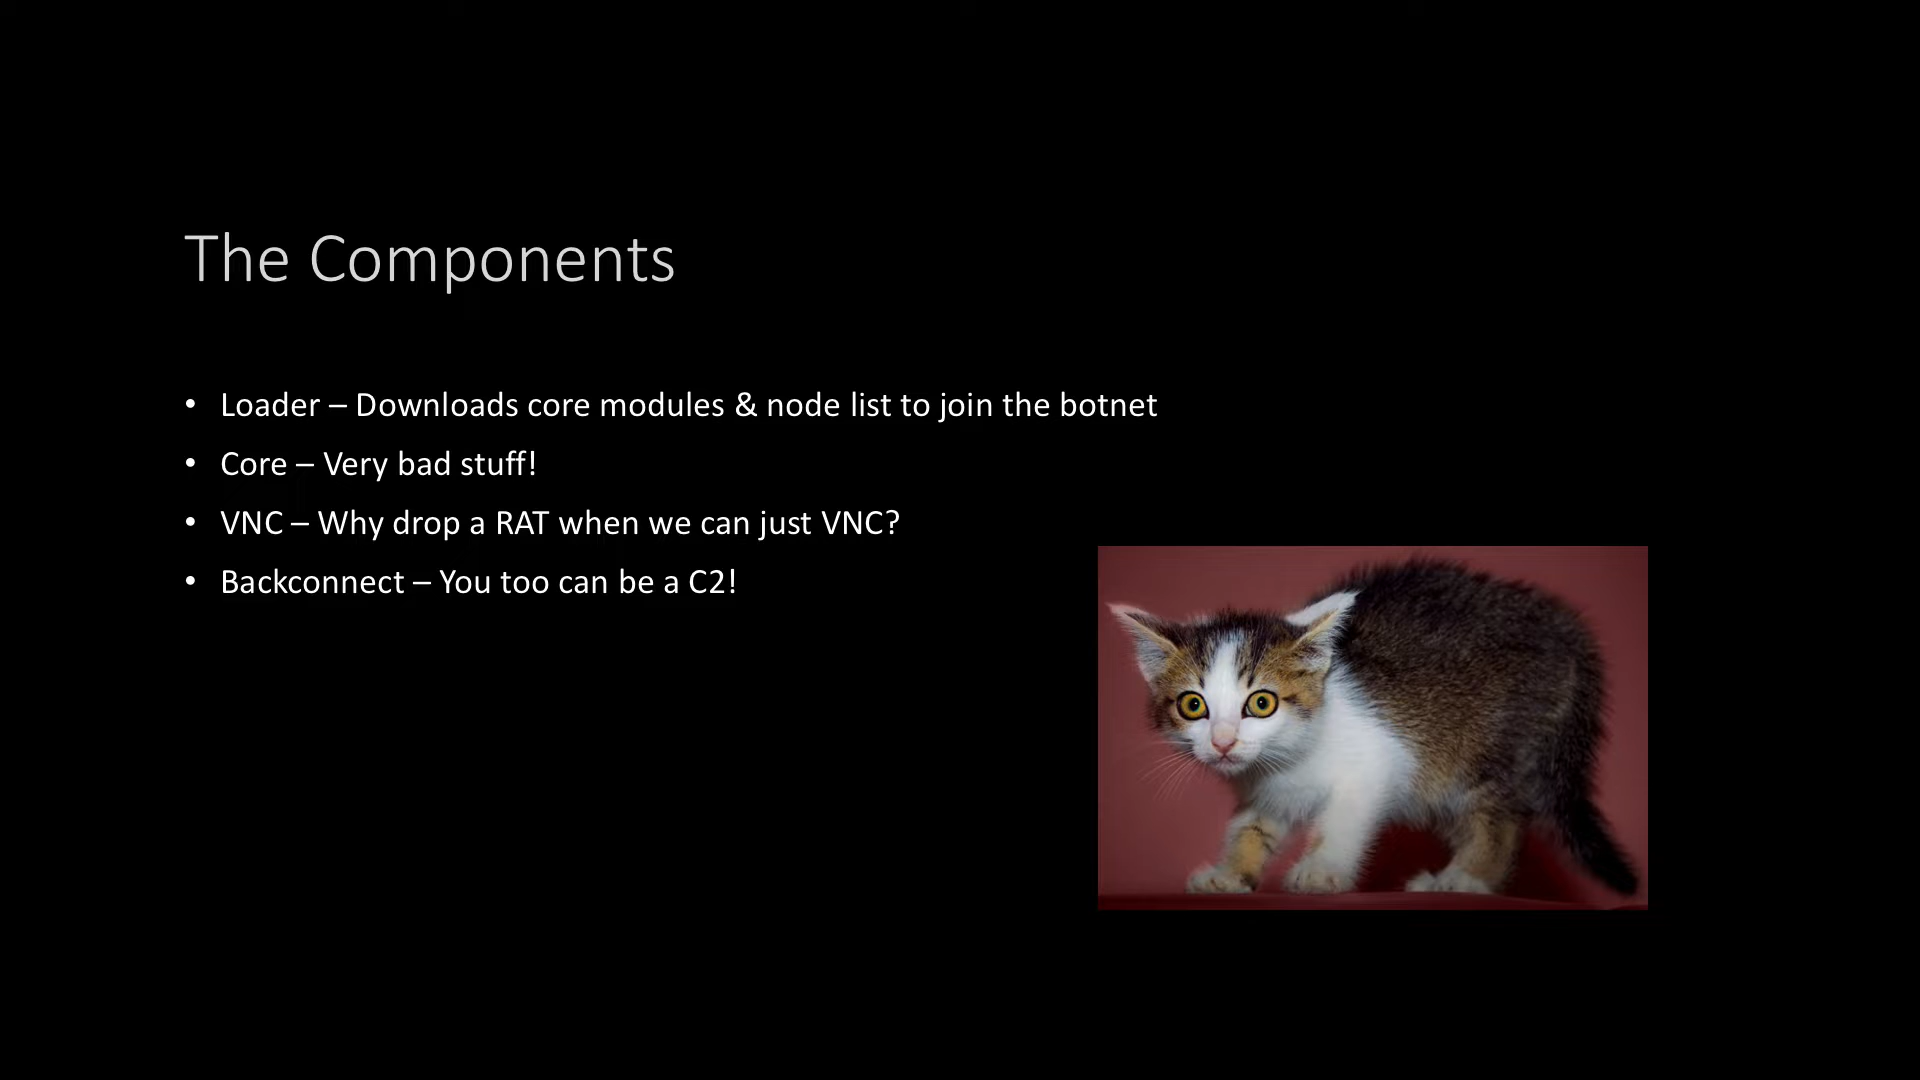 The Components
• Loader – Downloads core modules & node list to join the botnet
• Core – Very bad stuff!
• VNC – Why drop a RAT when we can just VNC?
• Backconnect – You too can be a C2!